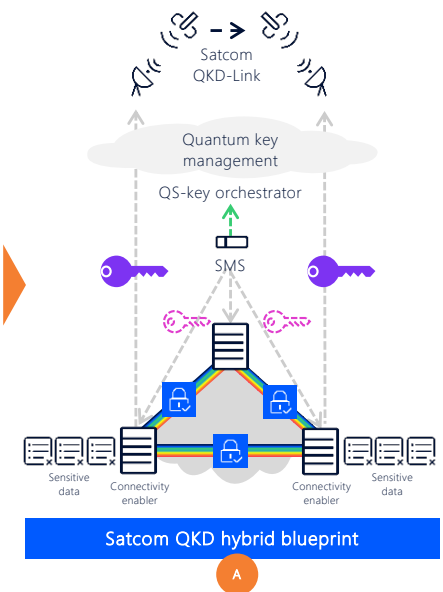 Satcom
QKD-Link
Quantum key
management
QS-key orchestrator
SMS
Sensitive
data
Connectivity
enabler
Connectivity
enabler
Sensitive
data
Satcom QKD hybrid blueprint
A